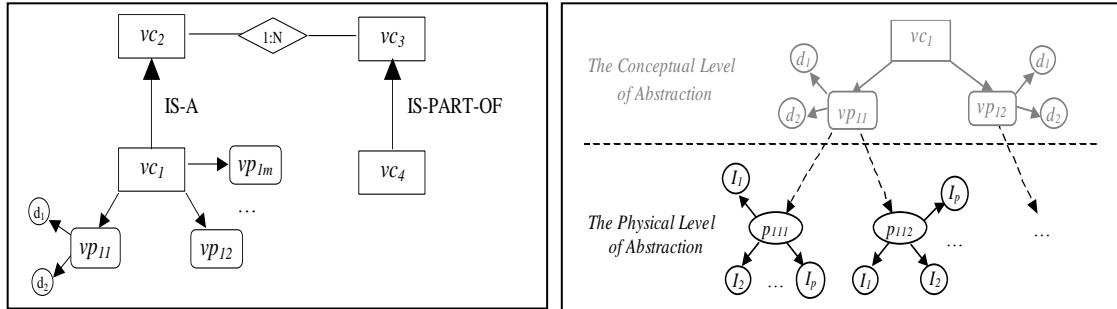 vc2
1:N
vc3
IS-A
IS-PART-OF
vc1
vp1m
vc4
…
d1
vp11
vp12
d2
vc1
The Conceptual Level
of Abstraction
d1
d1
d2
vp11
vp12
d2
I1
Ip
The Physical Level
of Abstraction
p111
p112
…
…
I2
…
Ip
I1
I2